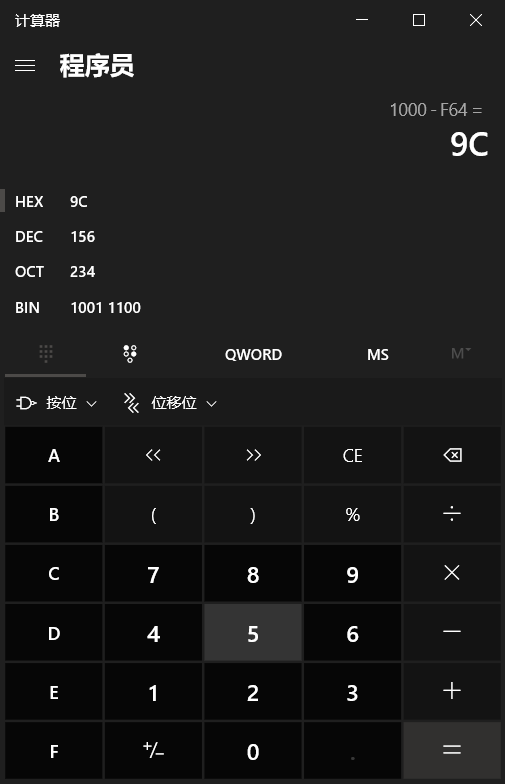 计算器
程序员
1000 - F64 =
9C
HEX 9C
DEC 156
OCT 234
BIN 1001 1100
QWORD MS M
按位 位移位
A << >> CE
B ( ) % ÷
C 7 8 9 ×
D 4 5 6 −
E 1 2 3 +
F +/− 0 . =